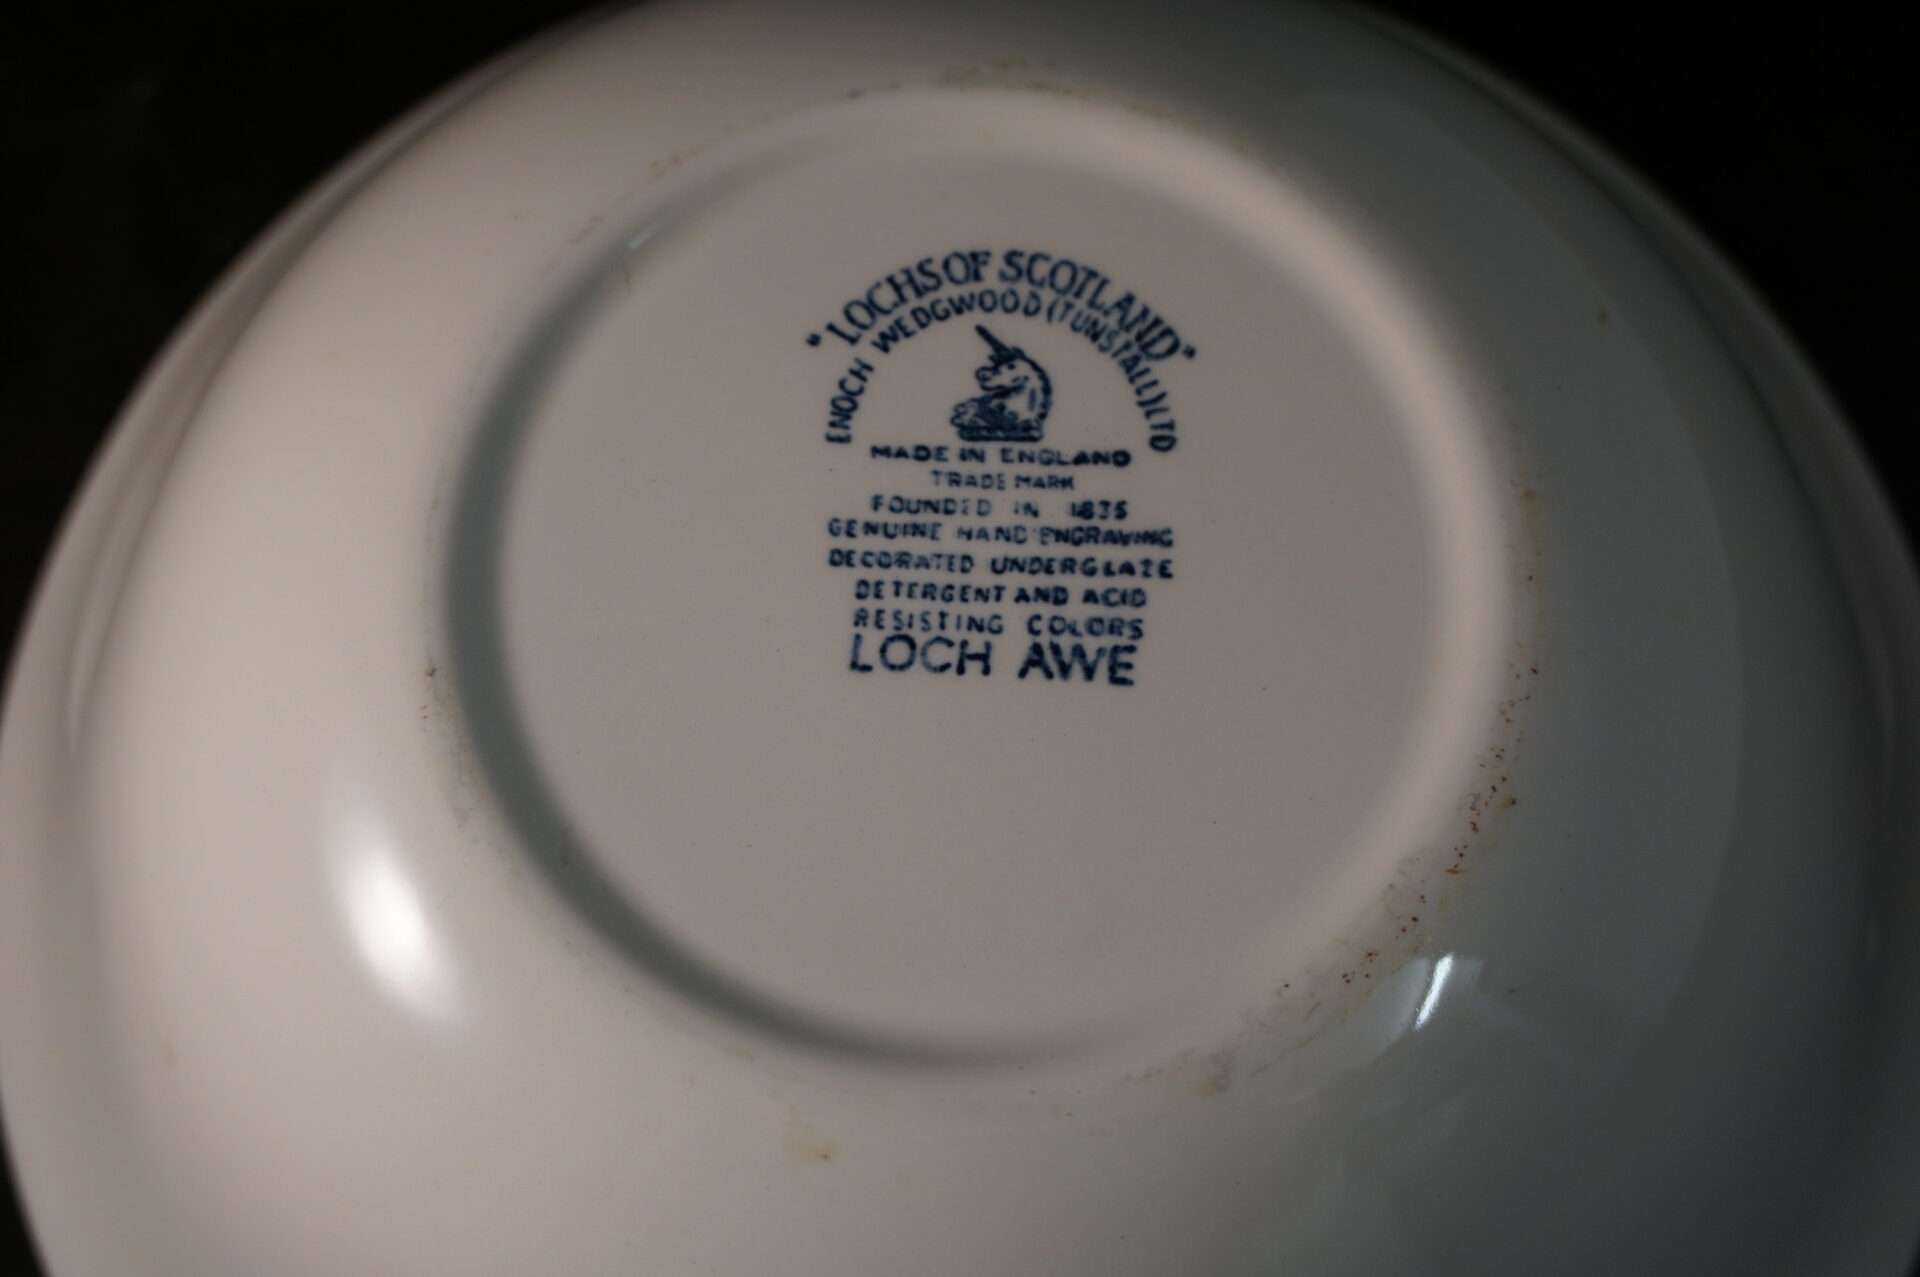 "LOCHS OF SCOTLAND"
ENOCH WEDGWOOD (TUNSTALL) LTD
MADE IN ENGLAND
TRADE MARK
FOUNDED IN 1835
GENUINE HAND ENGRAVING
DECORATED UNDERGLAZE
DETERGENT AND ACID
RESISTING COLORS
LOCH AWE